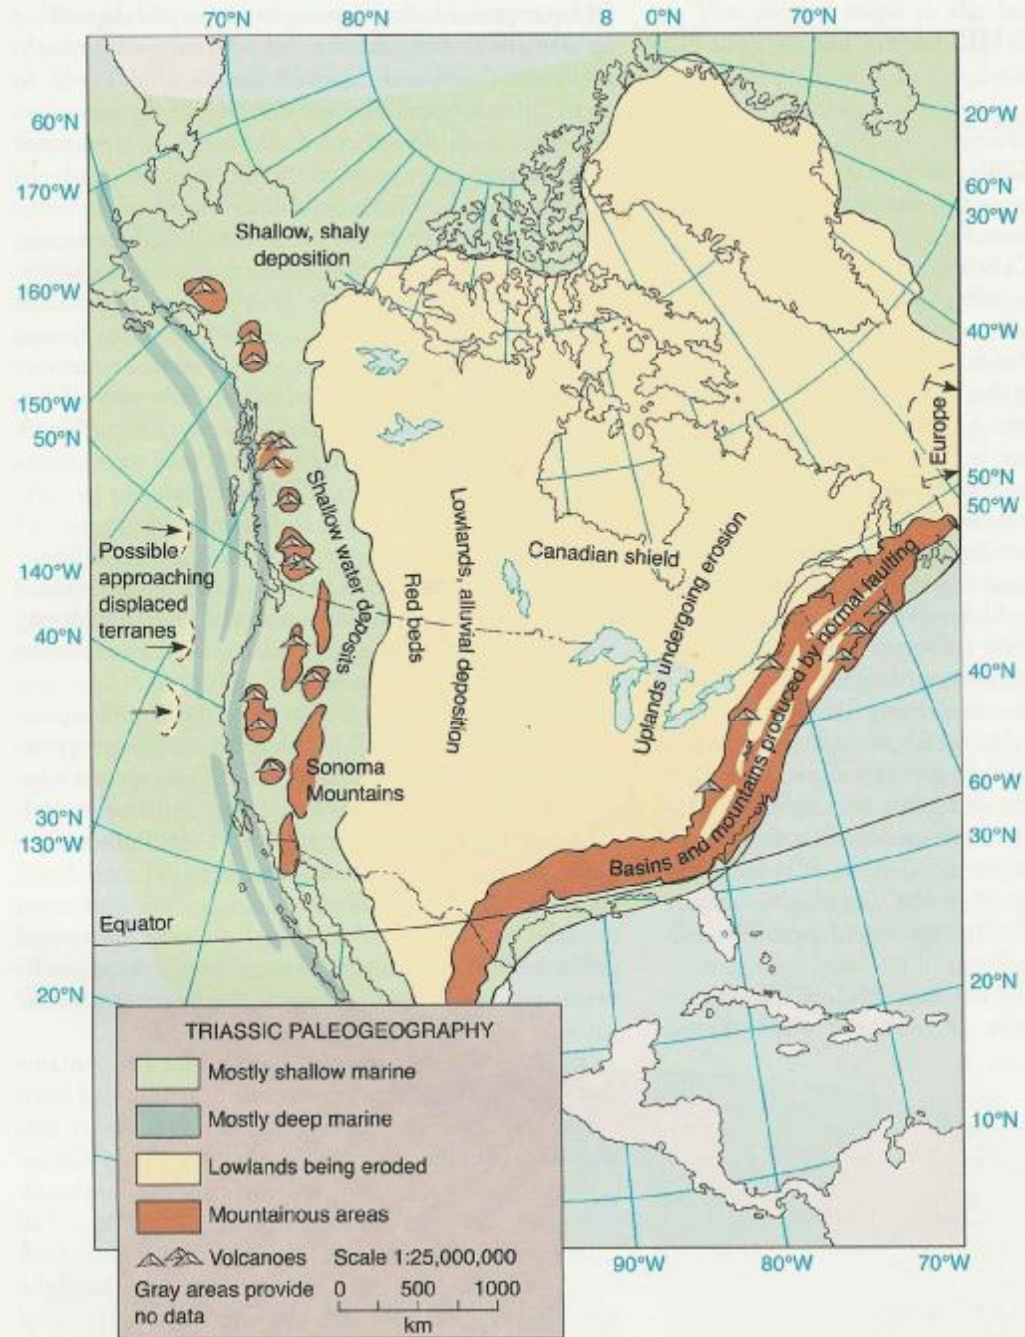 70°N 80°N 8 0°N 70°N
60°N
170°W
160°W
150°W
50°N
140°W
40°N
30°N
130°W
20°N
20°W
60°N
30°W
40°W
50°N
50°W
40°N
60°W
30°N
20°N
10°N
90°W 80°W 70°W
Shallow, shaly
deposition
Shallow water deposits
Red beds
Lowlands, alluvial deposition
Canadian shield
Uplands undergoing erosion
Europe
Possible
approaching
displaced
terranes
Sonoma
Mountains
Basins and mountains produced by normal faulting
Equator
TRIASSIC PALEOGEOGRAPHY
Mostly shallow marine
Mostly deep marine
Lowlands being eroded
Mountainous areas
Volcanoes Scale 1:25,000,000
Gray areas provide
no data
0 500 1000
km